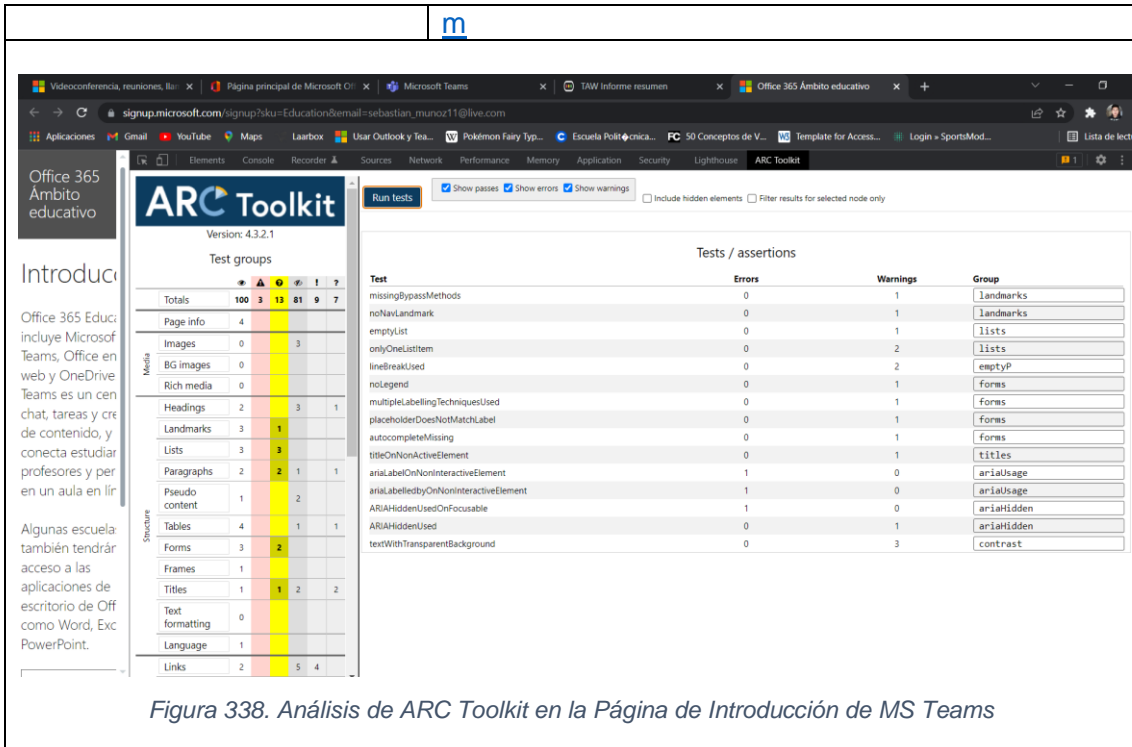 m
Videoconferencia, reuniones, lla
Página principal de Microsoft Of
Microsoft Teams
TAW Informe resumen
Office 365 Ámbito educativo
signup.microsoft.com/signup?sku=Education&email=sebastian_munoz11@live.com
Aplicaciones Gmail YouTube Maps Laarbox Usar Outlook y Tea... Pokémon Fairy Typ... Escuela Polit�cnica... FC 50 Conceptos de V... Template for Access... Login » SportsMod... Lista de lect
Elements Console Recorder Sources Network Performance Memory Application Security Lighthouse ARC Toolkit 1
Office 365
Ámbito
educativo
Introducc
Office 365 Educa
incluye Microsof
Teams, Office en
web y OneDrive
Teams es un cen
chat, tareas y cre
de contenido, y
conecta estudiar
profesores y per
en un aula en lír
Algunas escuela
también tendrár
acceso a las
aplicaciones de
escritorio de Off
como Word, Exc
PowerPoint.
ARC Toolkit
Version: 4.3.2.1
Test groups
! ?
Totals 100 3 13 81 9 7
Page info 4
Media
Images 0 3
BG images 0
Rich media 0
Structure
Headings 2 3 1
Landmarks 3 1
Lists 3 3
Paragraphs 2 2 1 1
Pseudo
content 1 2
Tables 4 1 1
Forms 3 2
Frames 1
Titles 1 1 2 2
Text
formatting 0
Language 1
Links 2 5 4
Run tests Show passes Show errors Show warnings Include hidden elements Filter results for selected node only
Tests / assertions
Test Errors Warnings Group
missingBypassMethods 0 1 landmarks
noNavLandmark 0 1 landmarks
emptyList 0 1 lists
onlyOneListItem 0 2 lists
lineBreakUsed 0 2 emptyP
noLegend 0 1 forms
multipleLabellingTechniquesUsed 0 1 forms
placeholderDoesNotMatchLabel 0 1 forms
autocompleteMissing 0 1 forms
titleOnNonActiveElement 0 1 titles
ariaLabelOnNonInteractiveElement 1 0 ariaUsage
ariaLabelledbyOnNonInteractiveElement 1 0 ariaUsage
ARIAHiddenUsedOnFocusable 1 0 ariaHidden
ARIAHiddenUsed 0 1 ariaHidden
textWithTransparentBackground 0 3 contrast
Figura 338. Análisis de ARC Toolkit en la Página de Introducción de MS Teams